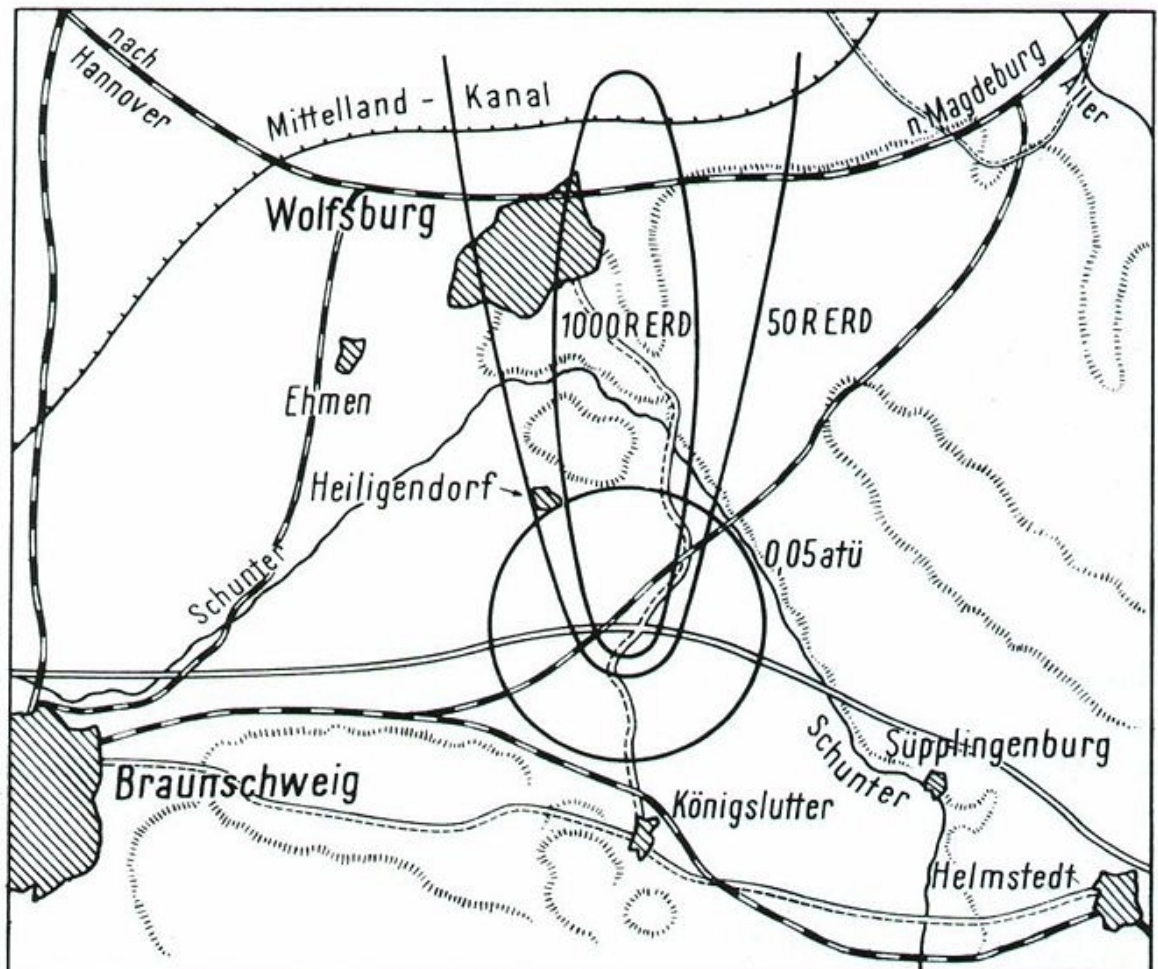 nach
Hannover
Mittelland - Kanal
n. Magdeburg
Aller
Wolfsburg
1000 R ERD
50 R ERD
Ehmen
Heiligendorf
Schunter
0,05 atü
Schunter
Süpplingenburg
Braunschweig
Königslutter
Helmstedt